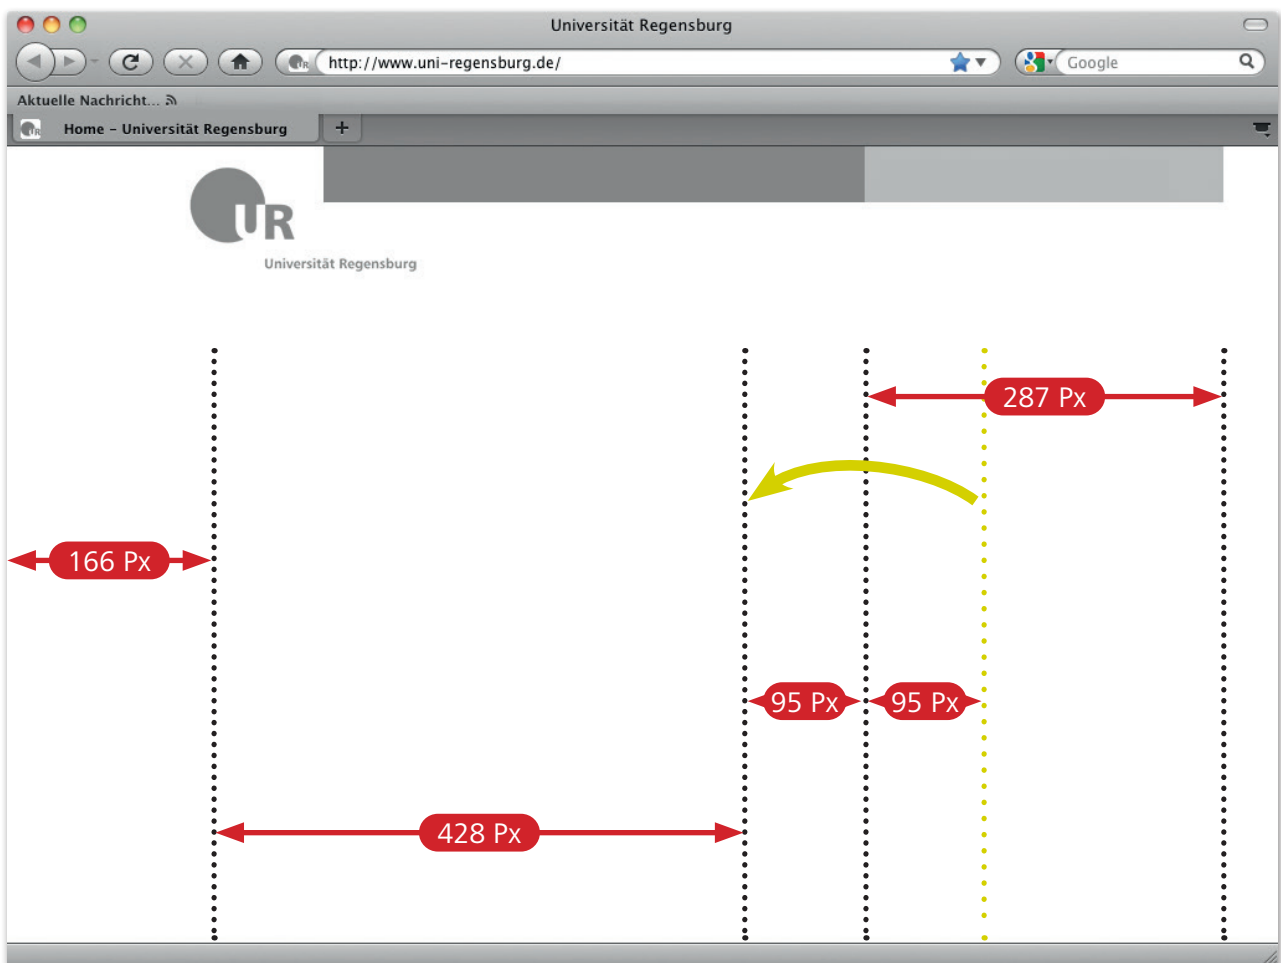 Universität Regensburg
http://www.uni-regensburg.de/
Google
Aktuelle Nachricht...
UR
Home – Universität Regensburg
+
UR
Universität Regensburg
287 Px
166 Px
95 Px
95 Px
428 Px